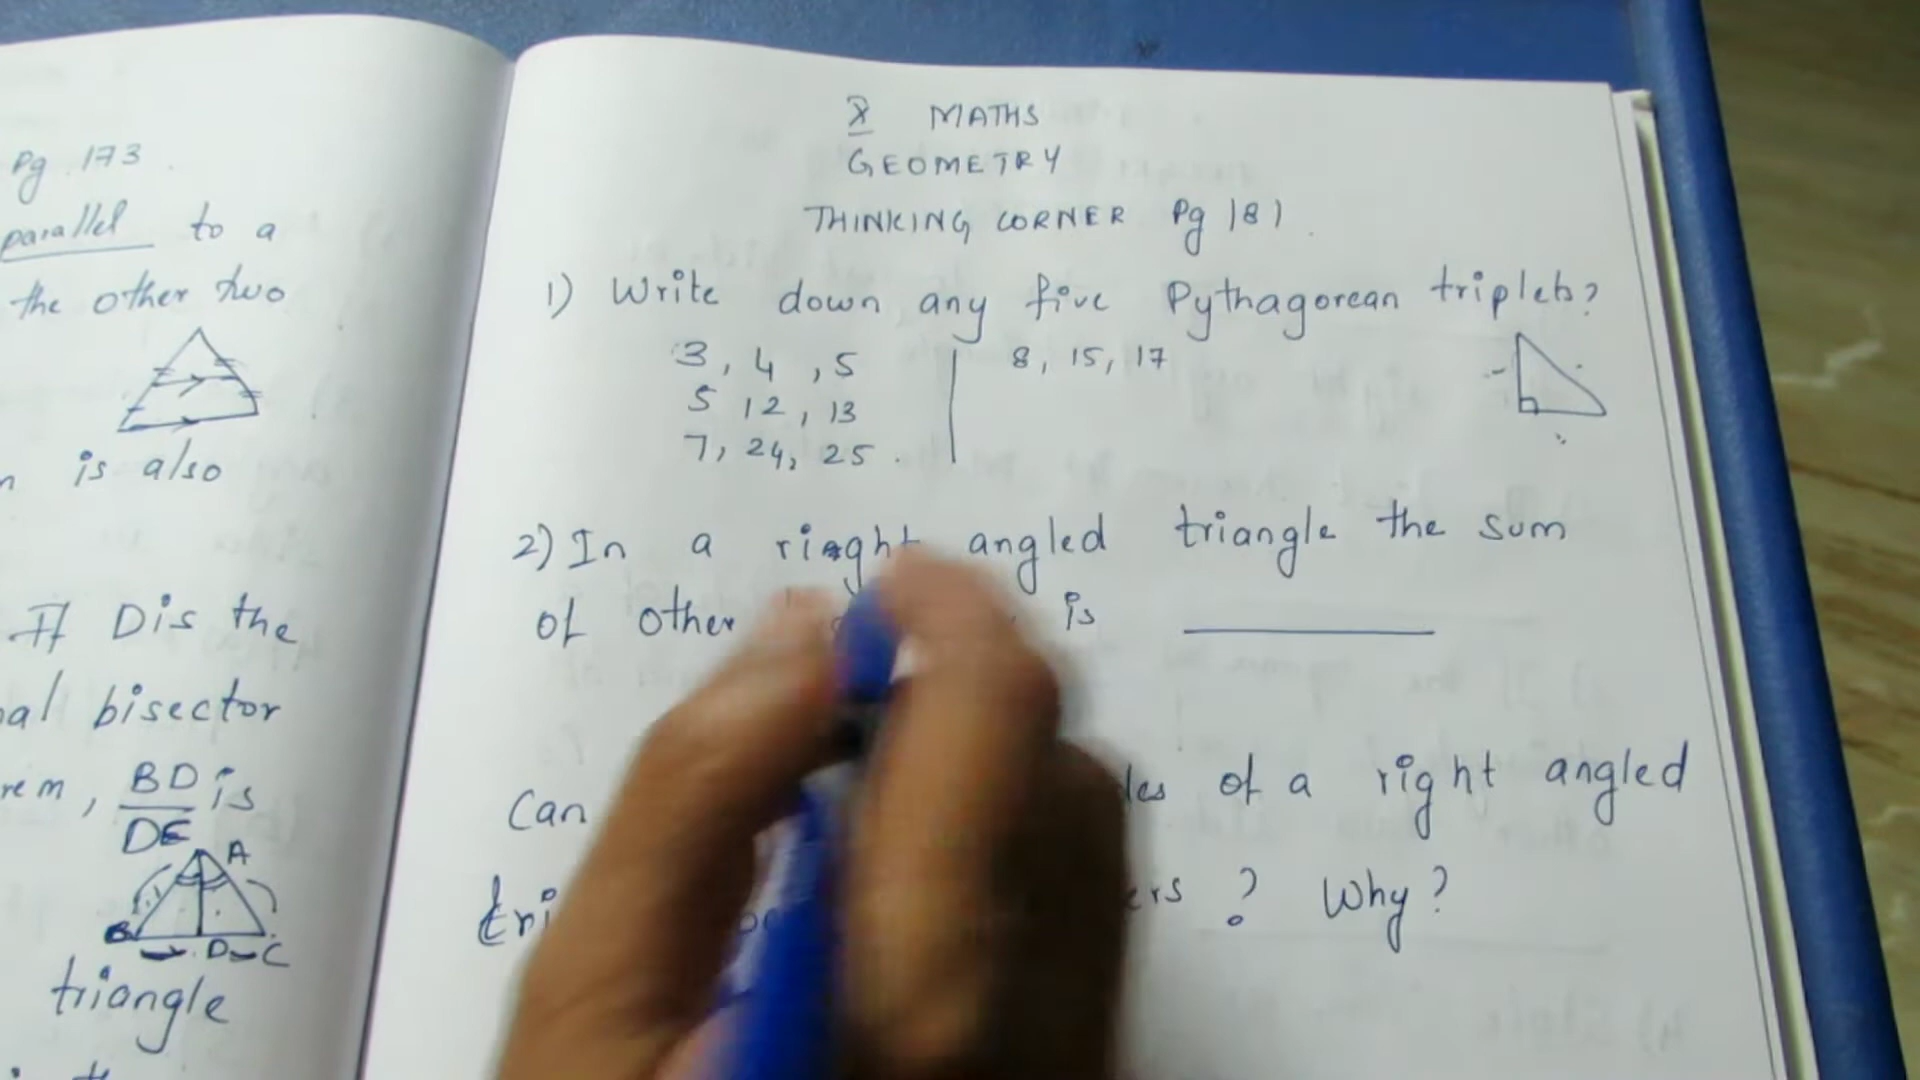 Pg 173
parallel to a
the other two
is also
If D is the
bisector
BD is
DE
A
B D C
triangle
X MATHS
GEOMETRY
THINKING CORNER Pg 181
1) Write down any five Pythagorean triplets?
3, 4, 5 8, 15, 17
5 12, 13
7, 24, 25.
2) In a right angled triangle the sum
of other is
Can of a right angled
? Why?